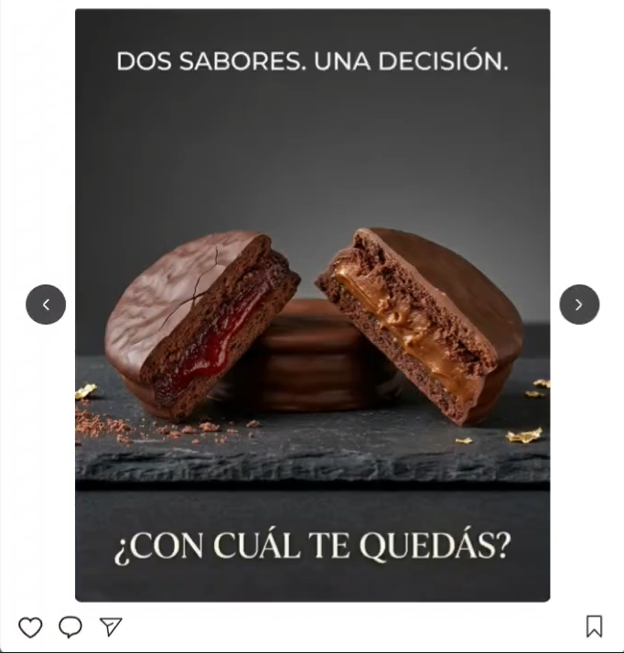 DOS SABORES. UNA DECISIÓN.
¿CON CUÁL TE QUEDÁS?